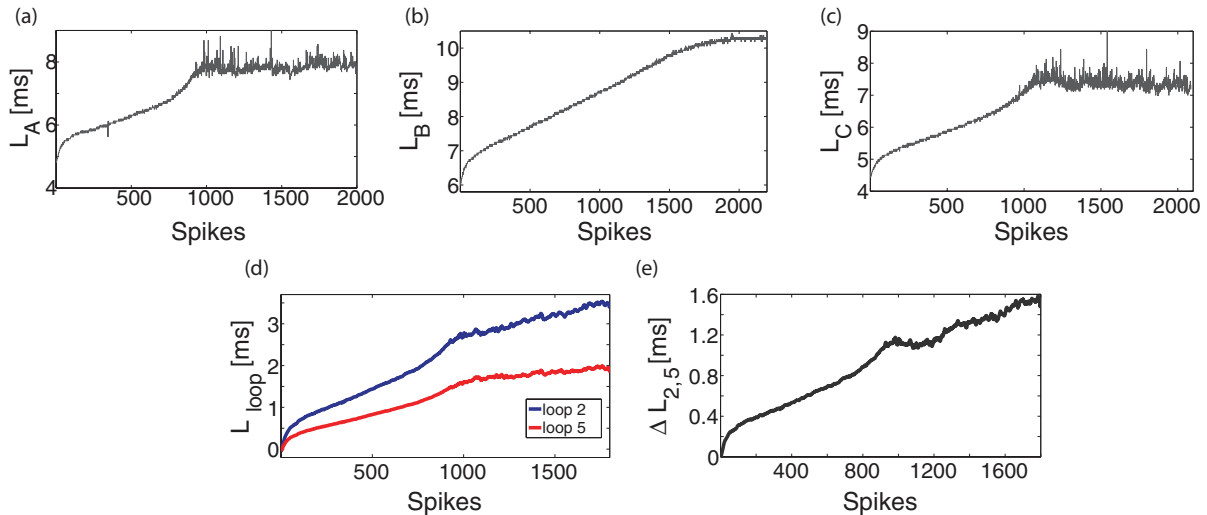 (a)
L_A [ms]
8
6
4
500
1000
1500
2000
Spikes
(b)
L_B [ms]
10
9
8
7
6
500
1000
1500
2000
Spikes
(c)
L_C [ms]
9
8
7
6
5
4
500
1000
1500
2000
Spikes
(d)
L_loop [ms]
3
2
1
0
500
1000
1500
Spikes
loop 2
loop 5
(e)
Δ L_2,5 [ms]
1.6
1.2
0.8
0.4
0
400
800
1200
1600
Spikes